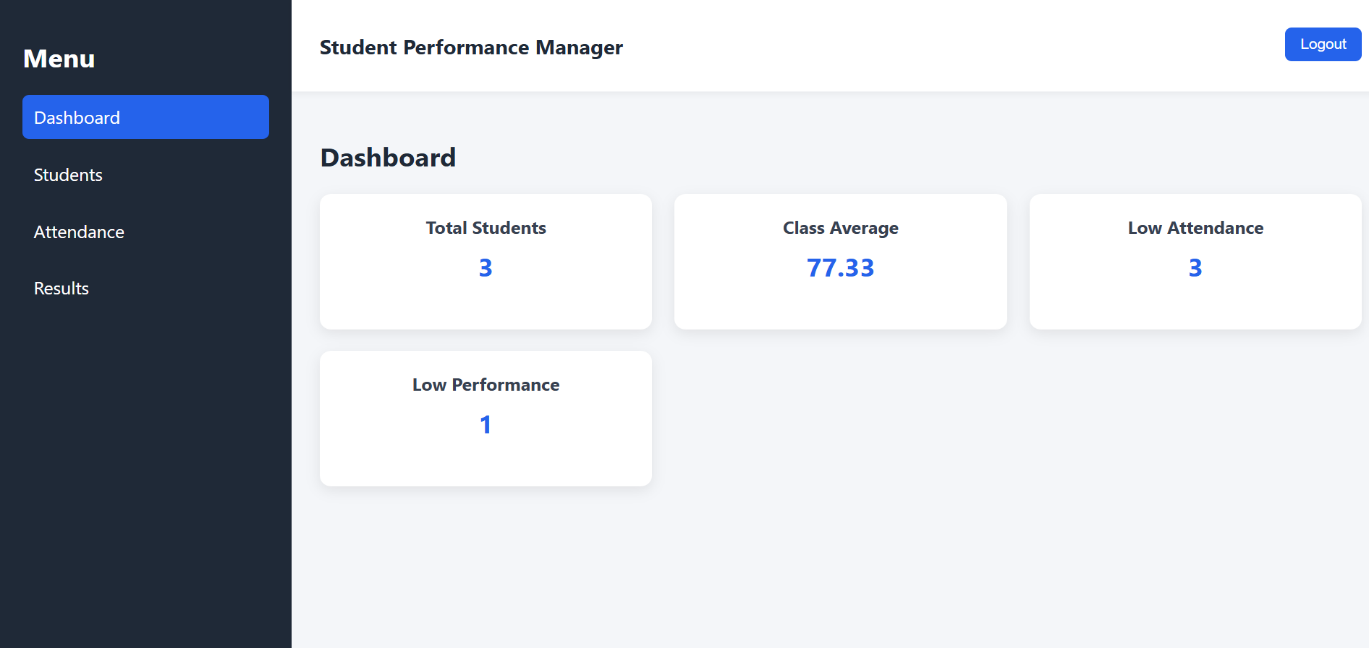 Menu
Dashboard
Students
Attendance
Results
Student Performance Manager
Logout
Dashboard
Total Students
3
Class Average
77.33
Low Attendance
3
Low Performance
1